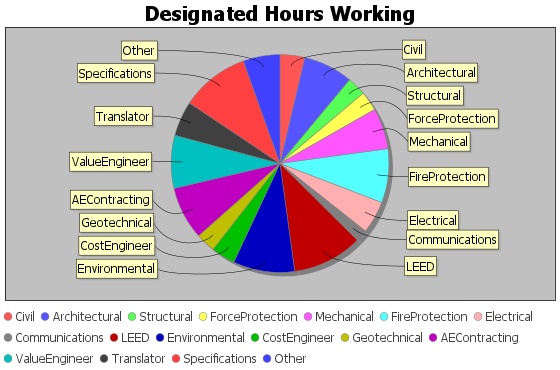 Designated Hours Working
Other
Civil
Specifications
Architectural
Structural
Translator
ForceProtection
Mechanical
ValueEngineer
FireProtection
AEContracting
Geotechnical
Electrical
CostEngineer
Communications
Environmental
LEED
Civil Architectural Structural ForceProtection Mechanical FireProtection Electrical
Communications LEED Environmental CostEngineer Geotechnical AEContracting
ValueEngineer Translator Specifications Other